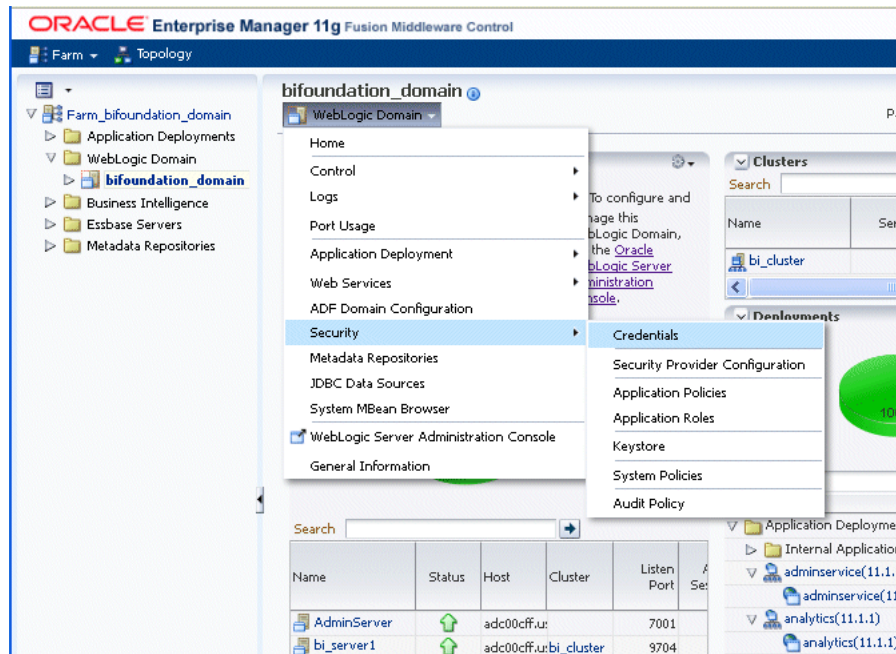 ORACLE Enterprise Manager 11g Fusion Middleware Control
Farm Topology
Farm_bifoundation_domain
Application Deployments
WebLogic Domain
bifoundation_domain
Business Intelligence
Essbase Servers
Metadata Repositories
bifoundation_domain
WebLogic Domain
P
Home
Control
Logs
Port Usage
Application Deployment
Web Services
ADF Domain Configuration
Security
Metadata Repositories
JDBC Data Sources
System MBean Browser
WebLogic Server Administration Console
General Information
To configure and
nage this
bLogic Domain,
the Oracle
bLogic Server
ministration
nsole.
Credentials
Security Provider Configuration
Application Policies
Application Roles
Keystore
System Policies
Audit Policy
Clusters
Search
Name Ser
bi_cluster
Deployments
100
Search
Name Status Host Cluster Listen Port
AdminServer adc00cff.u 7001
bi_server1 adc00cff.u bi_cluster 9704
Application Deployme
Internal Application
adminservice(11.1.
adminservice(11
analytics(11.1.1)
analytics(11.1.1)